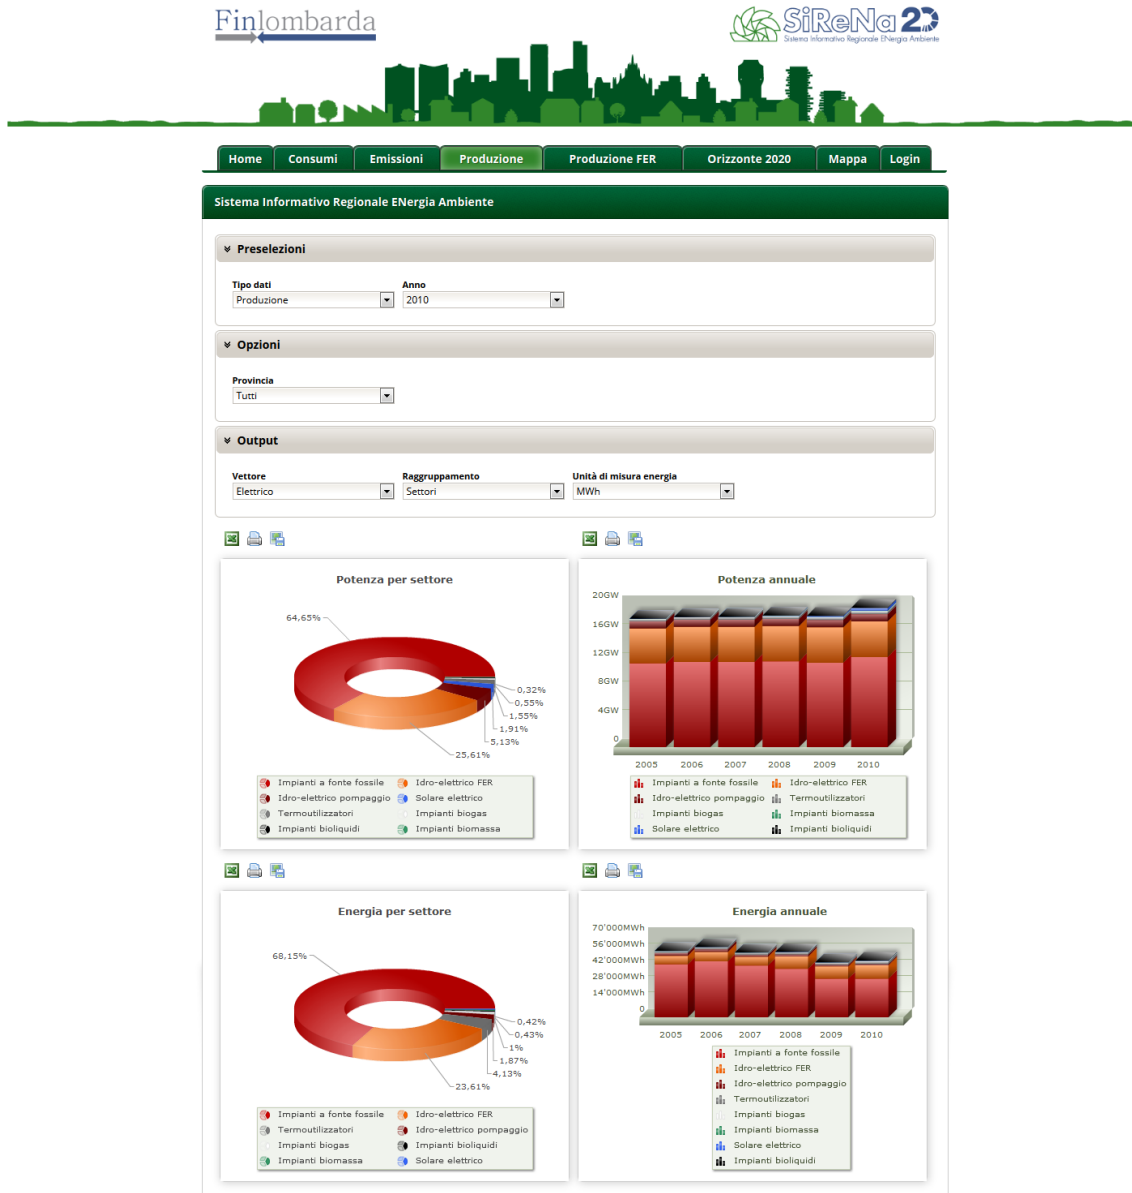 Finlombarda
SiReNa 20
Sistema Informativo Regionale ENergia Ambiente
Home Consumi Emissioni Produzione Produzione FER Orizzonte 2020 Mappa Login
Sistema Informativo Regionale ENergia Ambiente
Preselezioni
Tipo dati Anno
Produzione 2010
Opzioni
Provincia
Tutti
Output
Vettore Raggruppamento Unità di misura energia
Elettrico Settori MWh
Potenza per settore
64,65%
0,32%
0,55%
1,55%
1,91%
5,13%
25,61%
Impianti a fonte fossile Idro-elettrico FER
Idro-elettrico pompaggio Solare elettrico
Termoutilizzatori Impianti biogas
Impianti bioliquidi Impianti biomassa
Potenza annuale
20GW
16GW
12GW
8GW
4GW
0
2005 2006 2007 2008 2009 2010
Impianti a fonte fossile Idro-elettrico FER
Idro-elettrico pompaggio Termoutilizzatori
Impianti biogas Impianti biomassa
Solare elettrico Impianti bioliquidi
Energia per settore
68,15%
0,42%
0,43%
1%
1,87%
4,13%
23,61%
Impianti a fonte fossile Idro-elettrico FER
Termoutilizzatori Idro-elettrico pompaggio
Impianti biogas Impianti bioliquidi
Impianti biomassa Solare elettrico
Energia annuale
70'000MWh
56'000MWh
42'000MWh
28'000MWh
14'000MWh
0
2005 2006 2007 2008 2009 2010
Impianti a fonte fossile
Idro-elettrico FER
Idro-elettrico pompaggio
Termoutilizzatori
Impianti biogas
Impianti biomassa
Solare elettrico
Impianti bioliquidi